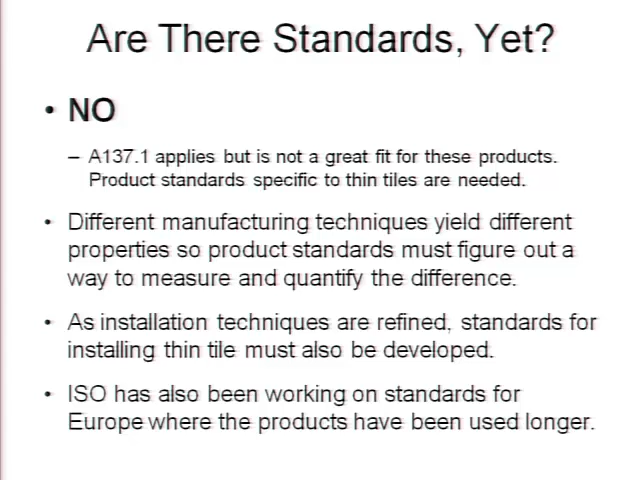 Are There Standards, Yet?
• NO
– A137.1 applies but is not a great fit for these products.
Product standards specific to thin tiles are needed.
• Different manufacturing techniques yield different
properties so product standards must figure out a
way to measure and quantify the difference.
• As installation techniques are refined, standards for
installing thin tile must also be developed.
• ISO has also been working on standards for
Europe where the products have been used longer.